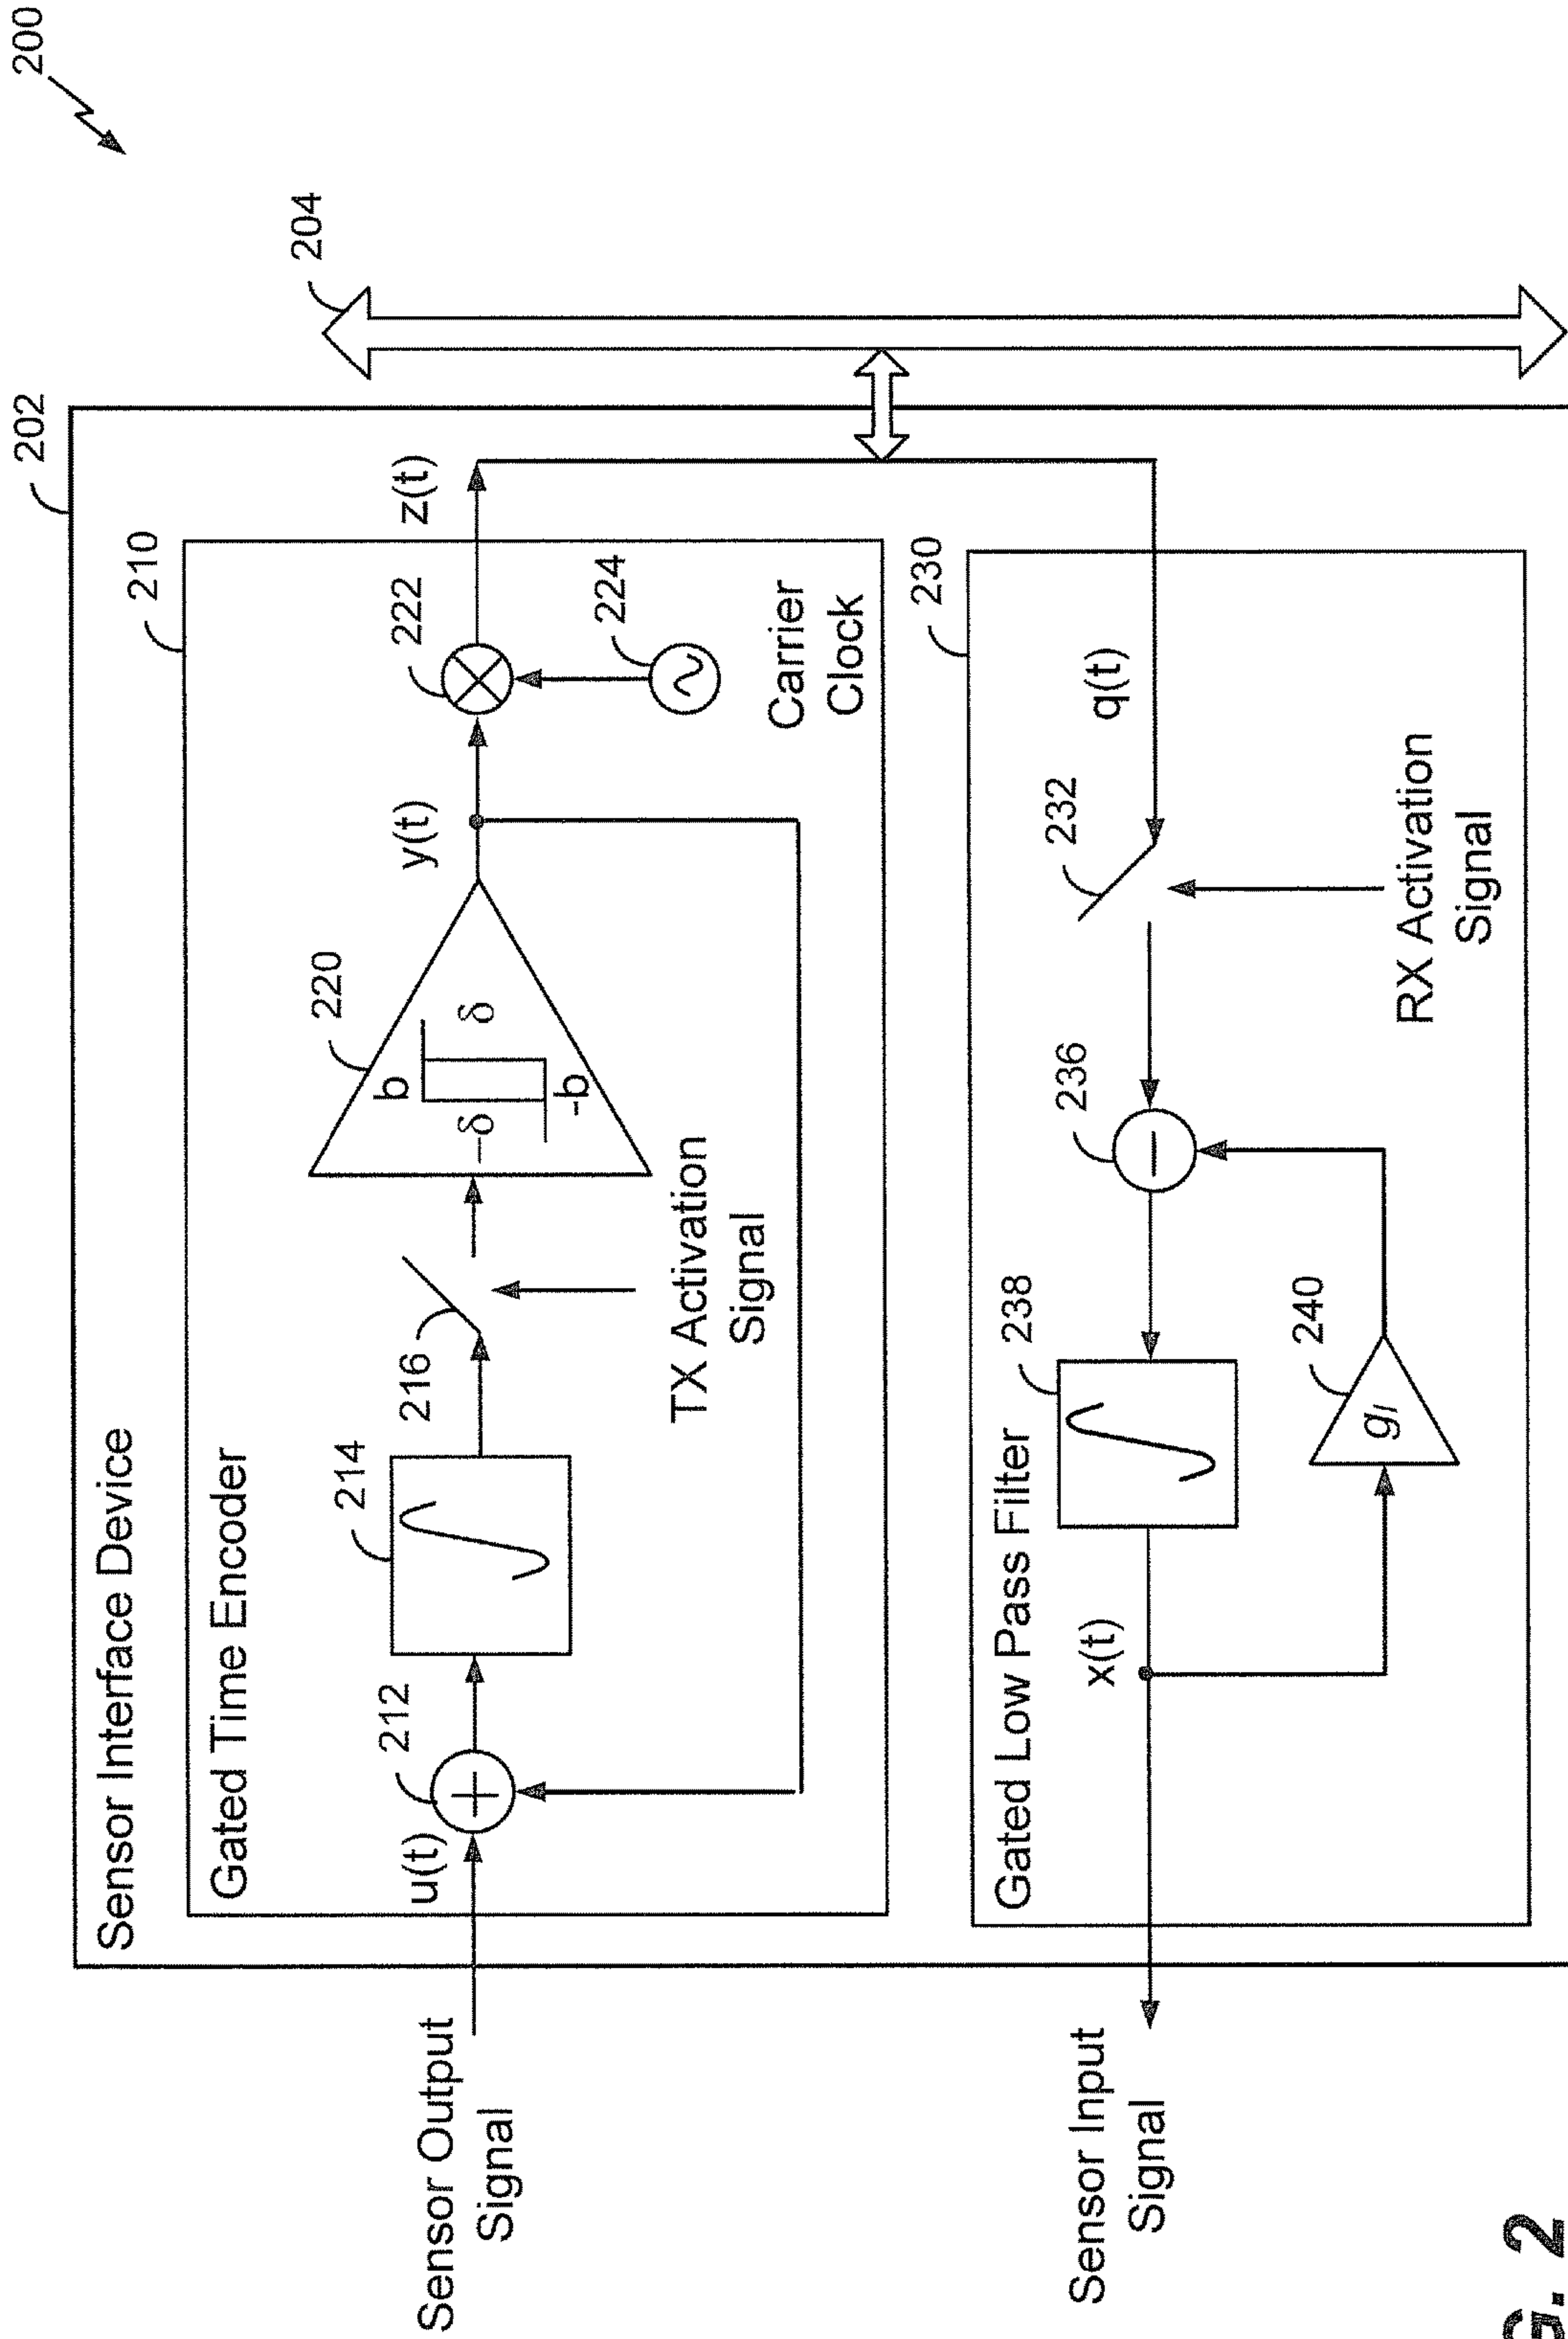 200
202
204
Sensor Interface Device
210
Gated Time Encoder
Sensor Output
Signal
u(t)
212
214
216
TX Activation
Signal
220
b
-δ
δ
-b
y(t)
222
224
Carrier
Clock
z(t)
230
Gated Low Pass Filter
Sensor Input
Signal
x(t)
238
240
gI
236
232
RX Activation
Signal
q(t)
G. 2